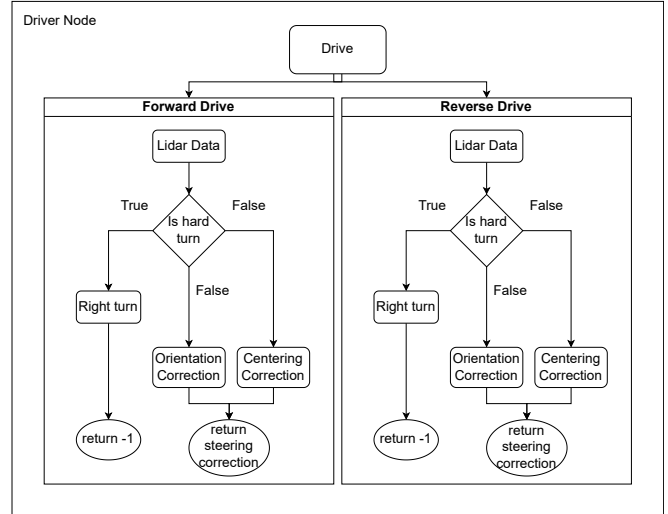 Driver Node
Drive
Forward Drive
Lidar Data
True
False
Is hard
turn
False
Right turn
Orientation
Correction
Centering
Correction
return -1
return
steering
correction
Reverse Drive
Lidar Data
True
False
Is hard
turn
False
Right turn
Orientation
Correction
Centering
Correction
return -1
return
steering
correction